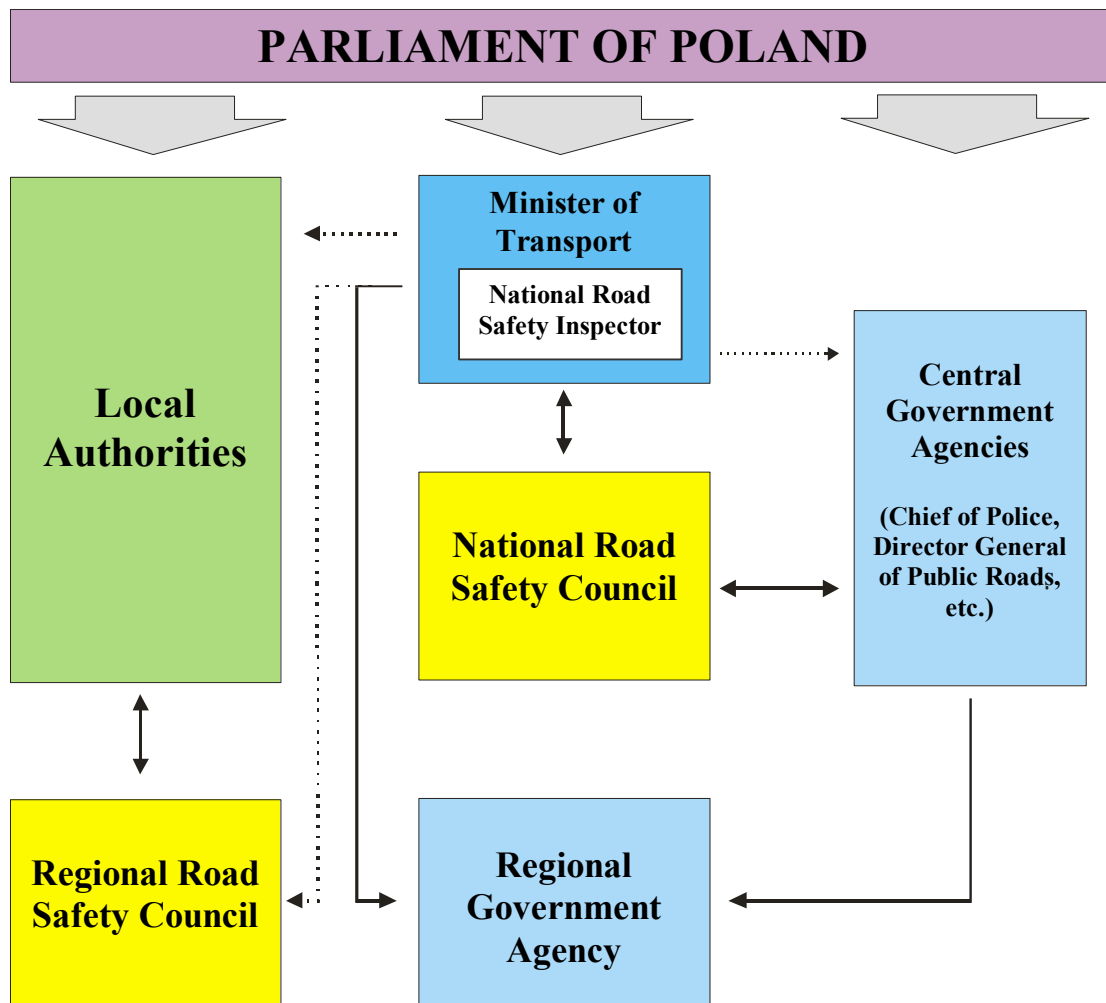 PARLIAMENT OF POLAND
Local
Authorities
Minister of
Transport
National Road
Safety Inspector
Central
Government
Agencies
(Chief of Police,
Director General
of Public Roads,
etc.)
National Road
Safety Council
Regional Road
Safety Council
Regional
Government
Agency